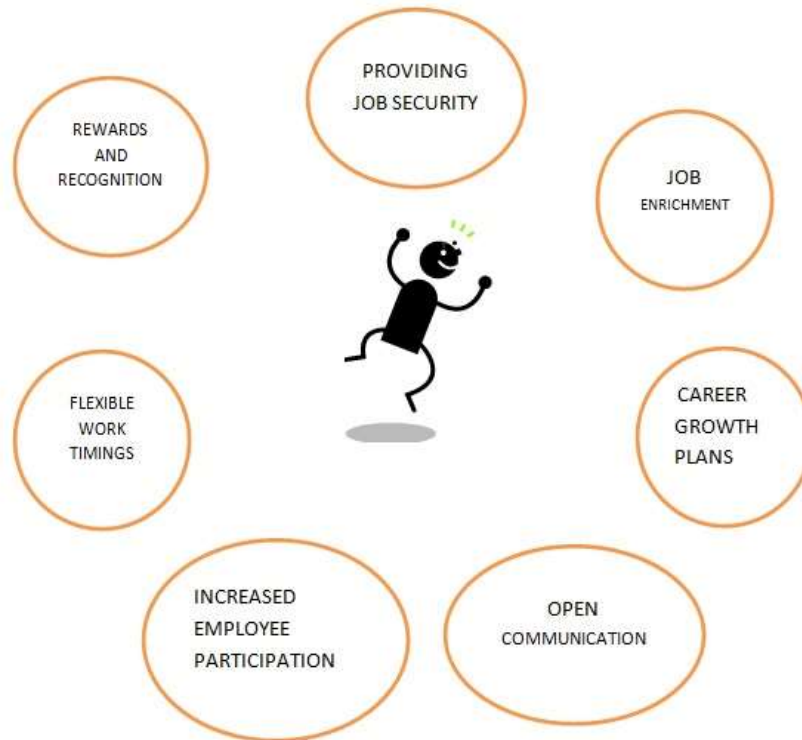 PROVIDING
JOB SECURITY
REWARDS
AND
RECOGNITION
JOB
ENRICHMENT
FLEXIBLE
WORK
TIMINGS
CAREER
GROWTH
PLANS
INCREASED
EMPLOYEE
PARTICIPATION
OPEN
COMMUNICATION